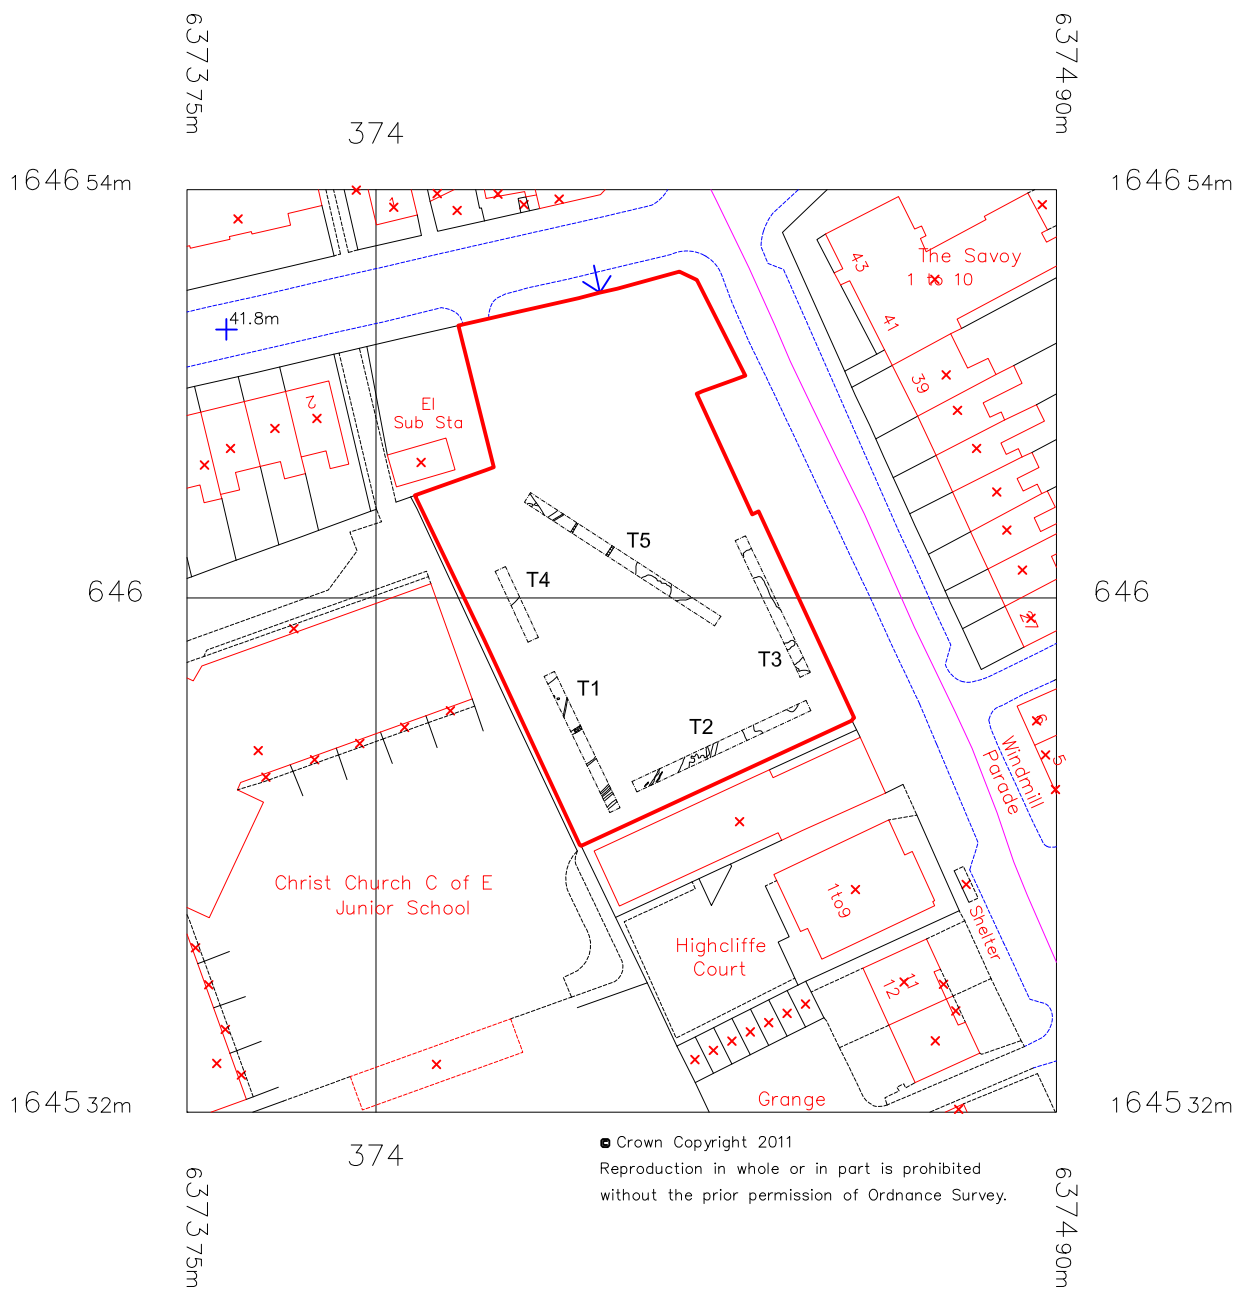 637375m
637490m
374
164654m
164654m
43
The Savoy
1 to 10
41.8m
41
39
2
El
Sub Sta
T5
T4
646
646
27
T3
T1
T2
6
5
Windmill
Parade
Christ Church C of E
Junior School
1to9
Shelter
Highcliffe
Court
11
12
Grange
164532m
164532m
374
© Crown Copyright 2011
Reproduction in whole or in part is prohibited
without the prior permission of Ordnance Survey.
637375m
637490m